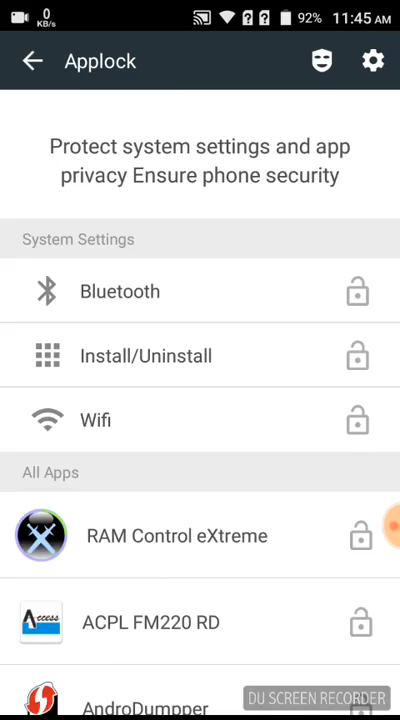 0
KB/s
92% 11:45 AM
Applock
Protect system settings and app
privacy Ensure phone security
System Settings
Bluetooth
Install/Uninstall
Wifi
All Apps
RAM Control eXtreme
Access
ACPL FM220 RD
AndroDumpper
DU SCREEN RECORDER